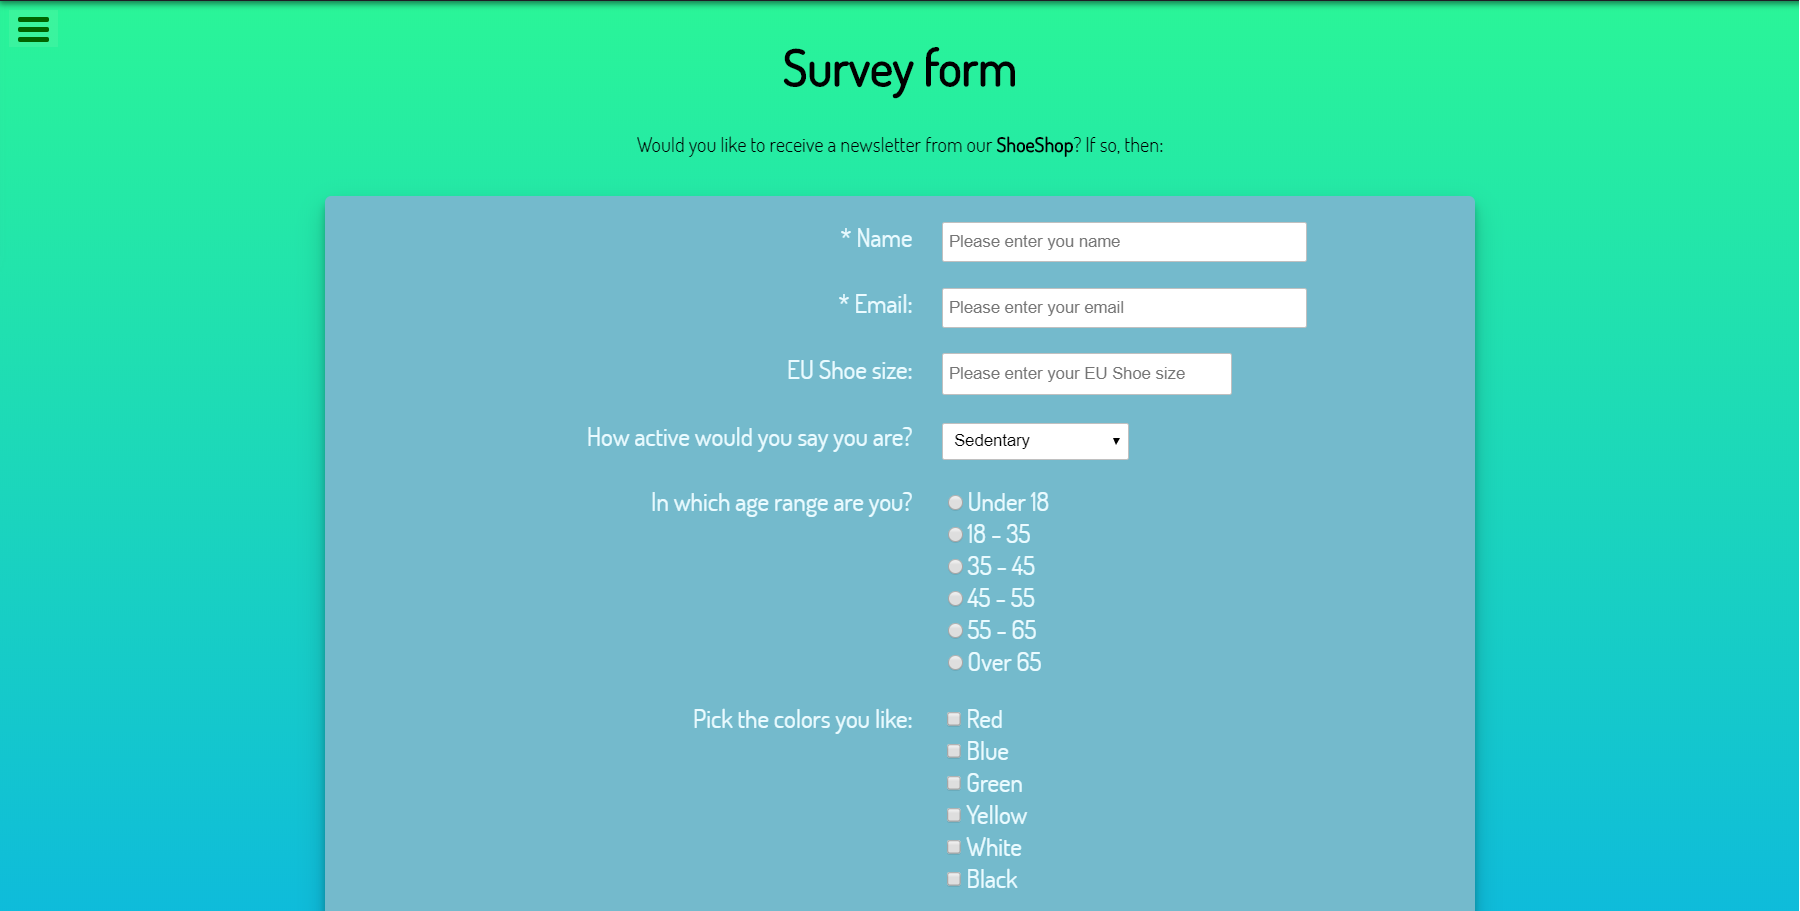 Survey form
Would you like to receive a newsletter from our ShoeShop? If so, then:
* Name
Please enter you name
* Email:
Please enter your email
EU Shoe size:
Please enter your EU Shoe size
How active would you say you are?
Sedentary
In which age range are you?
Under 18
18 – 35
35 – 45
45 – 55
55 – 65
Over 65
Pick the colors you like:
Red
Blue
Green
Yellow
White
Black